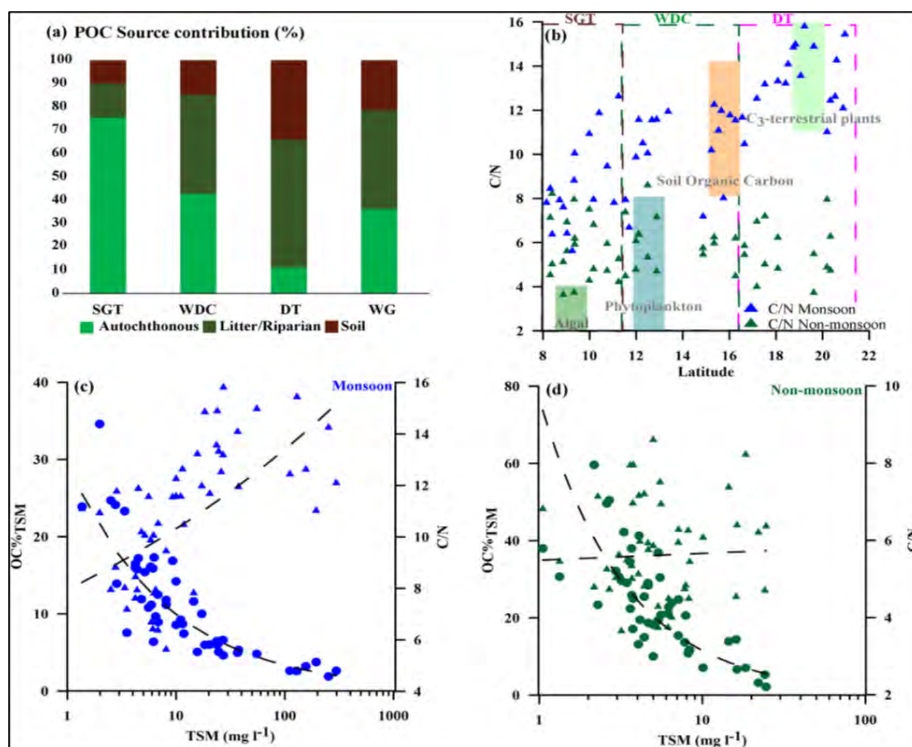 (a) POC Source contribution (%)
100
90
80
70
60
50
40
30
20
10
0
SGT WDC DT WG
Autochthonous Litter/Riparian Soil
(b)
SGT WDC DT
16
14
12
10
8
6
4
2
C/N
C3-terrestrial plants
Soil Organic Carbon
Phytoplankton
Algal
C/N Monsoon
C/N Non-monsoon
8 10 12 14 16 18 20 22
Latitude
(c) Monsoon
40
30
20
10
0
OC%TSM
16
14
12
10
8
6
4
C/N
1 10 100 1000
TSM (mg l-1)
(d) Non-monsoon
80
60
40
20
0
OC%TSM
10
8
6
4
2
C/N
1 10 100
TSM (mg l-1)